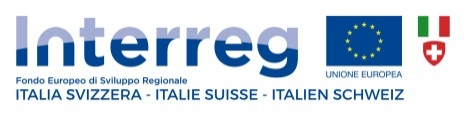 Interreg
Fondo Europeo di Sviluppo Regionale
UNIONE EUROPEA
ITALIA SVIZZERA - ITALIE SUISSE - ITALIEN SCHWEIZ